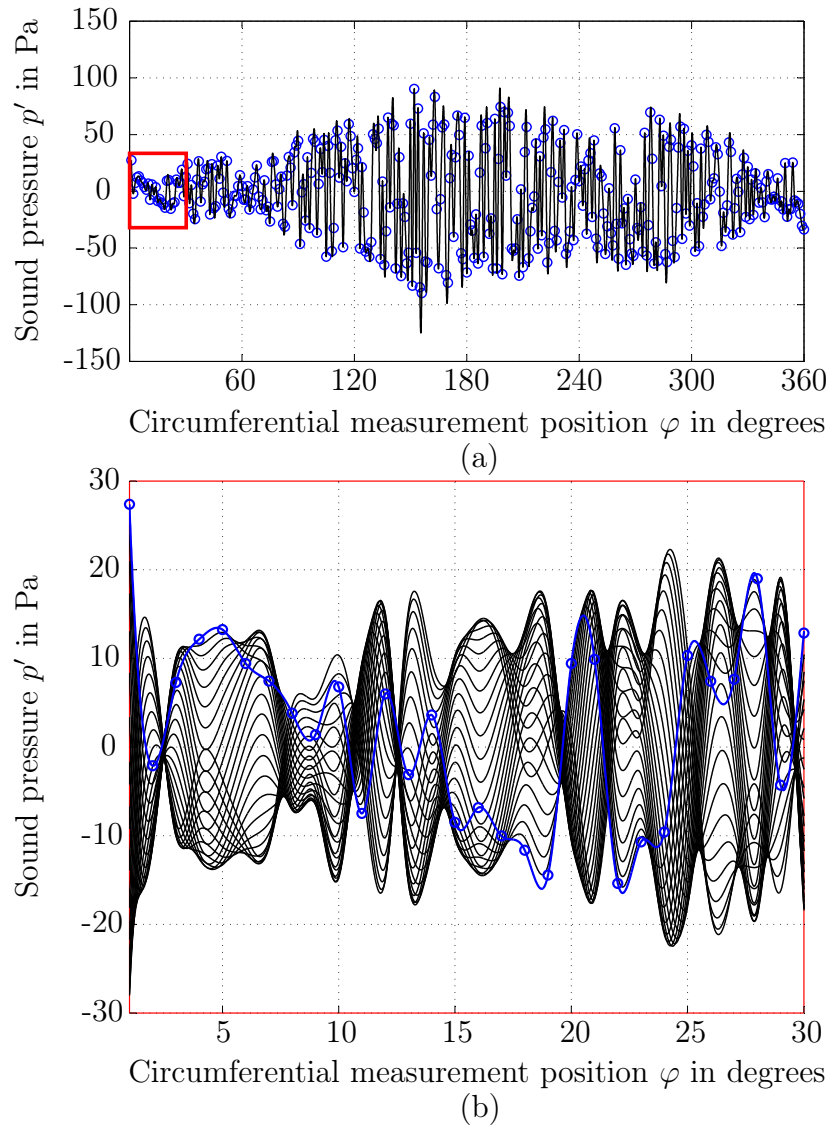 Sound pressure p′ in Pa
150
100
50
0
-50
-100
-150
60 120 180 240 300 360
Circumferential measurement position φ in degrees
(a)
Sound pressure p′ in Pa
30
20
10
0
-10
-20
-30
5 10 15 20 25 30
Circumferential measurement position φ in degrees
(b)